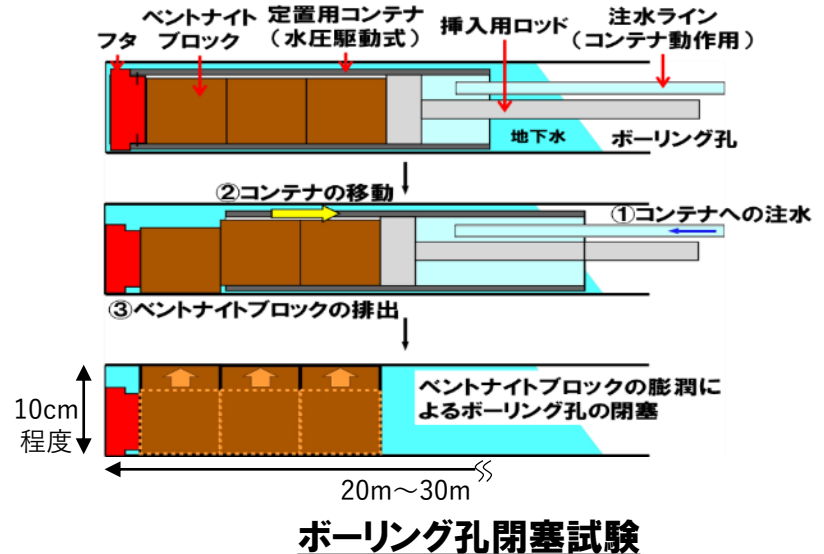 フタ
ベントナイト
ブロック
定置用コンテナ
(水圧駆動式)
挿入用ロッド
注水ライン
(コンテナ動作用)
地下水
ボーリング孔
②コンテナの移動
①コンテナへの注水
③ベントナイトブロックの排出
ベントナイトブロックの膨潤に
よるボーリング孔の閉塞
10cm
程度
20m～30m
ボーリング孔閉塞試験